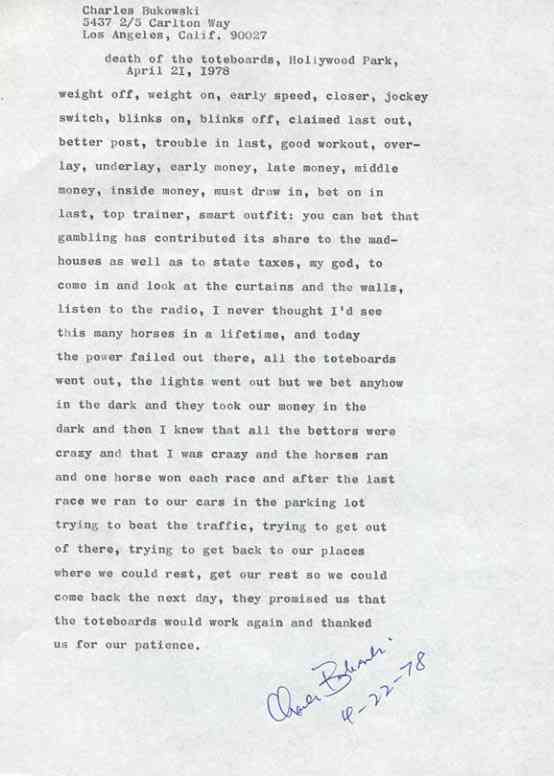 Charles Bukowski
5437 2/5 Carlton Way
Los Angeles, Calif. 90027
death of the toteboards, Hollywood Park,
April 21, 1978
weight off, weight on, early speed, closer, jockey
switch, blinks on, blinks off, claimed last out,
better post, trouble in last, good workout, over-
lay, underlay, early money, late money, middle
money, inside money, must draw in, bet on in
last, top trainer, smart outfit: you can bet that
gambling has contributed its share to the mad-
houses as well as to state taxes, my god, to
come in and look at the curtains and the walls,
listen to the radio, I never thought I'd see
this many horses in a lifetime, and today
the power failed out there, all the toteboards
went out, the lights went out but we bet anyhow
in the dark and they took our money in the
dark and then I knew that all the bettors were
crazy and that I was crazy and the horses ran
and one horse won each race and after the last
race we ran to our cars in the parking lot
trying to beat the traffic, trying to get out
of there, trying to get back to our places
where we could rest, get our rest so we could
come back the next day, they promised us that
the toteboards would work again and thanked
us for our patience.
Charles Bukowski.
4-22-78